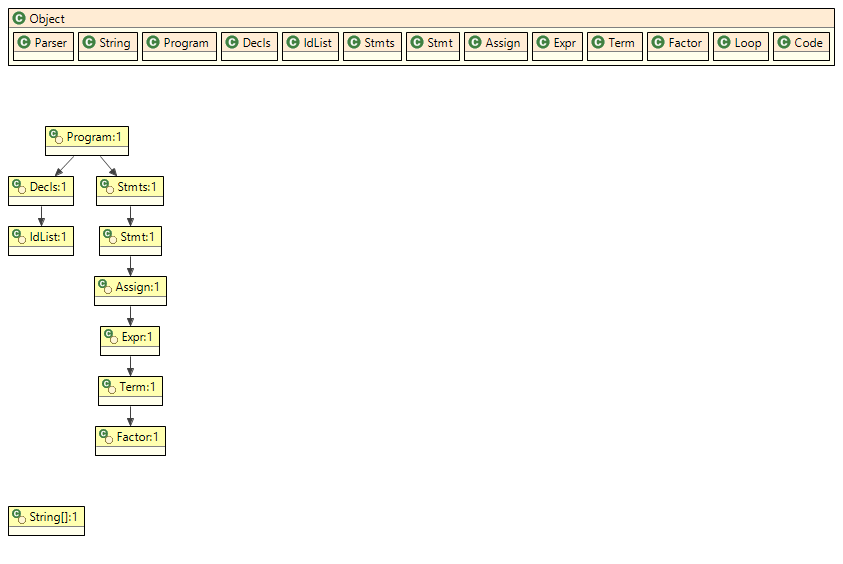 Object
Parser String Program Decls IdList Stmts Stmt Assign Expr Term Factor Loop Code
Program:1
Decls:1 Stmts:1
IdList:1 Stmt:1
Assign:1
Expr:1
Term:1
Factor:1
String[]:1